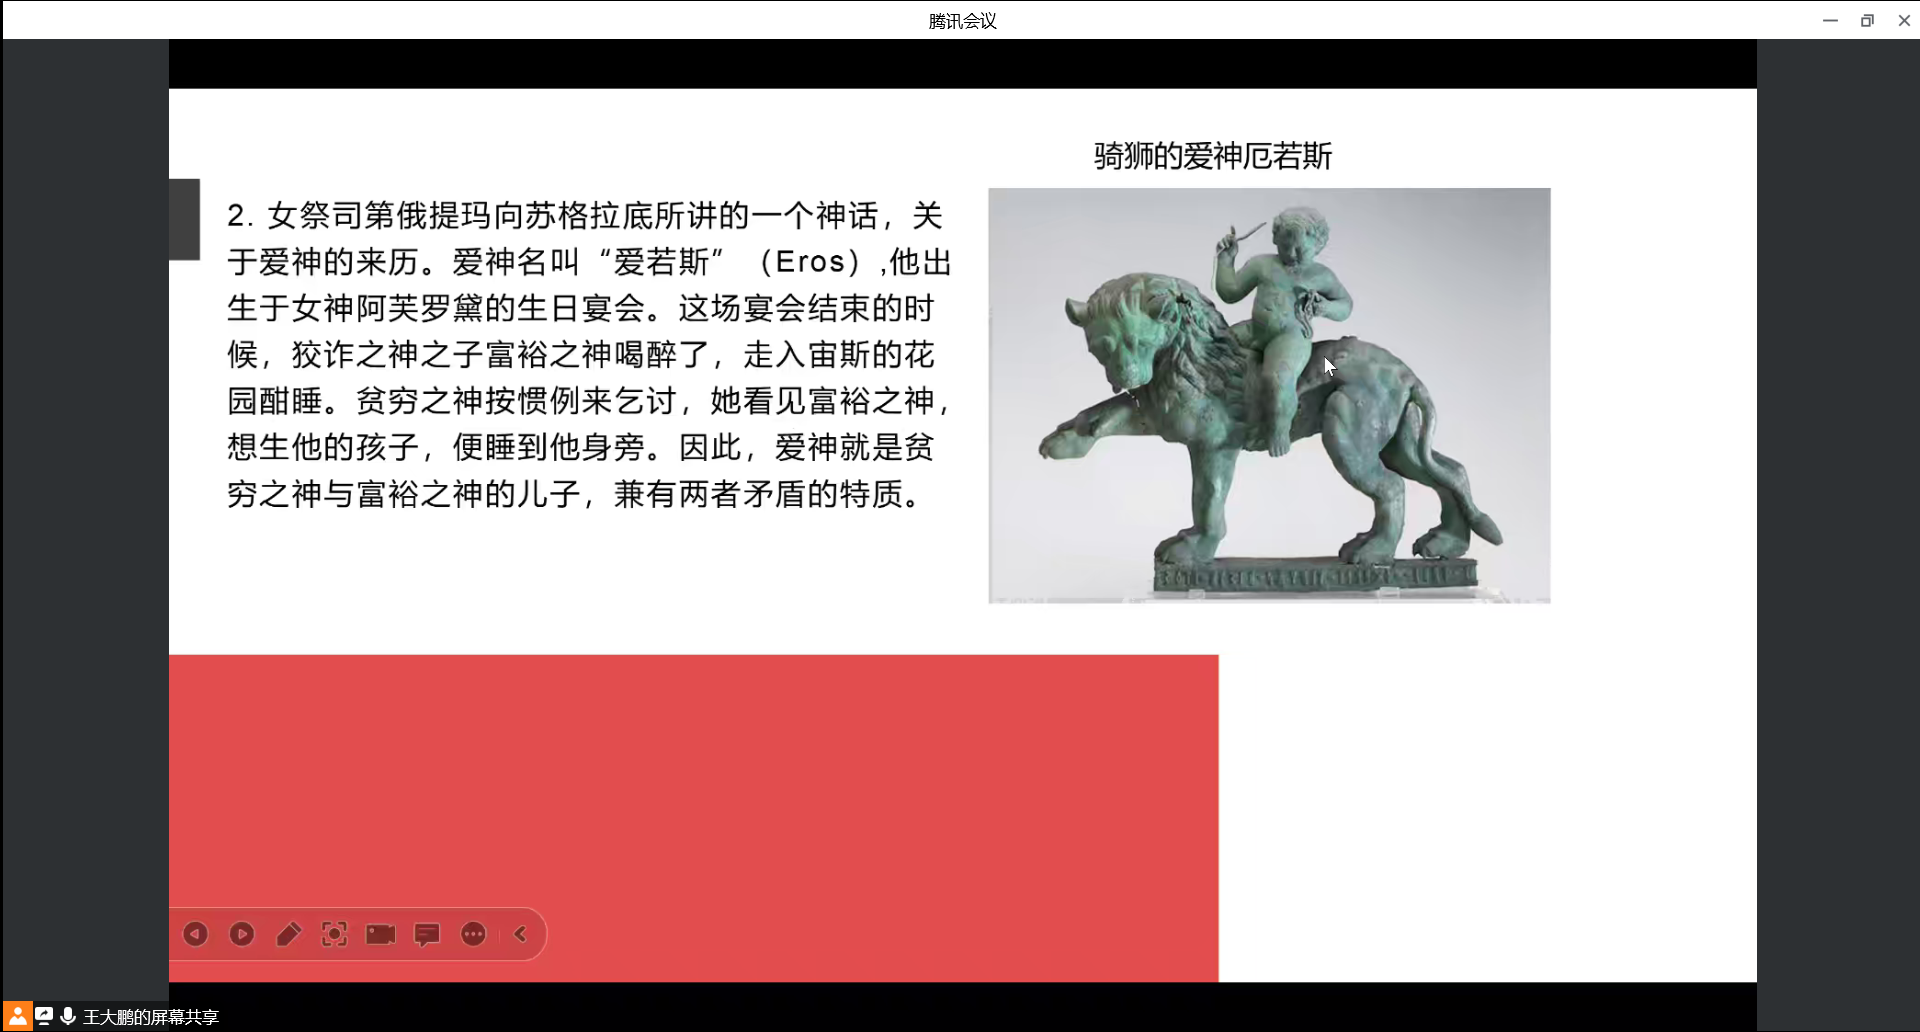 腾讯会议
骑狮的爱神厄若斯
2. 女祭司第俄提玛向苏格拉底所讲的一个神话，关
于爱神的来历。爱神名叫“爱若斯”（Eros）,他出
生于女神阿芙罗黛的生日宴会。这场宴会结束的时
候，狡诈之神之子富裕之神喝醉了，走入宙斯的花
园酣睡。贫穷之神按惯例来乞讨，她看见富裕之神，
想生他的孩子，便睡到他身旁。因此，爱神就是贫
穷之神与富裕之神的儿子，兼有两者矛盾的特质。
王大鹏的屏幕共享